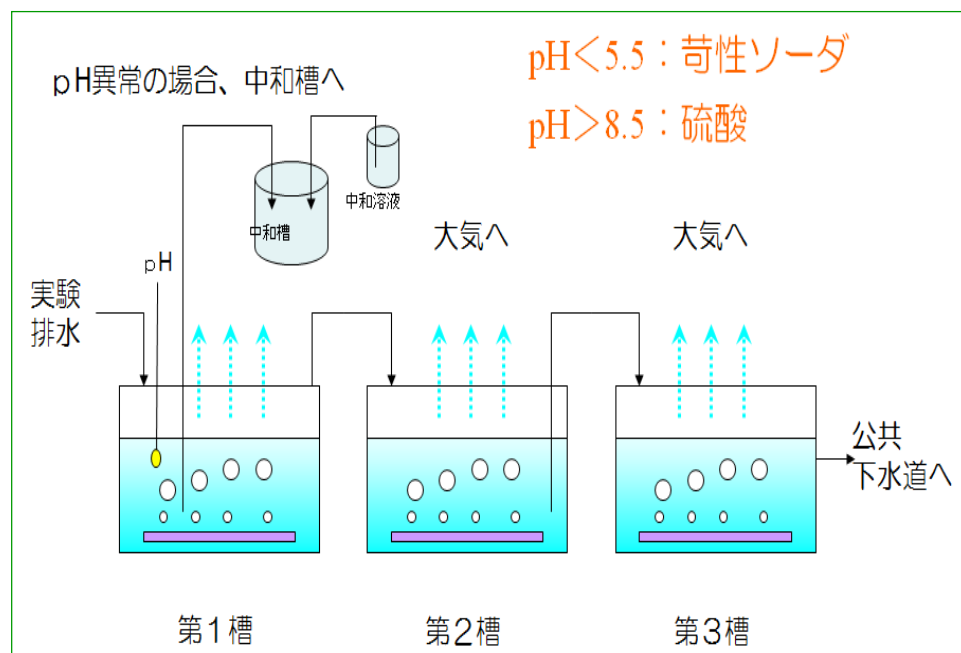 pH＜5.5：苛性ソーダ
pH異常の場合、中和槽へ
pH＞8.5：硫酸
中和溶液
中和槽
大気へ
大気へ
pH
実験
排水
公共
下水道へ
第1槽
第2槽
第3槽